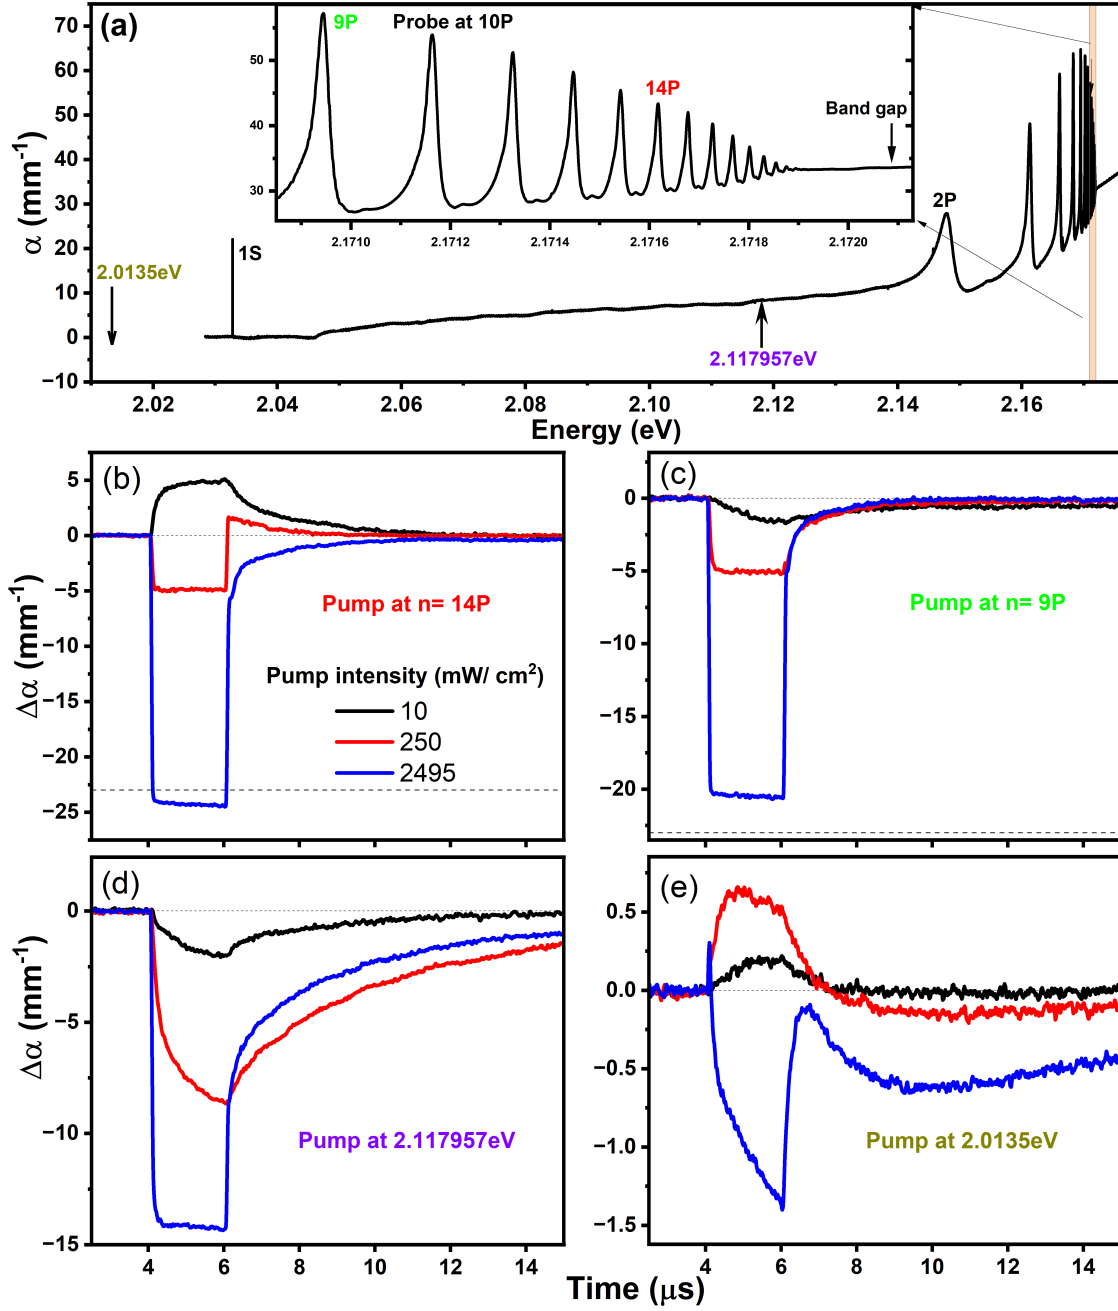 (a)
9P
Probe at 10P
14P
Band gap
50
40
30
2.1710
2.1712
2.1714
2.1716
2.1718
2.1720
75
70
60
50
40
30
20
10
0
−10
α (mm⁻¹)
2.0135eV
1S
2P
2.117957eV
2.02
2.04
2.06
2.08
2.10
2.12
2.14
2.16
Energy (eV)
(b)
5
0
−5
−10
−15
−20
−25
Δα (mm⁻¹)
Pump at n= 14P
Pump intensity (mW/ cm²)
10
250
2495
(c)
0
−5
−10
−15
−20
Pump at n= 9P
(d)
0
−5
−10
−15
Δα (mm⁻¹)
Pump at 2.117957eV
4
6
8
10
12
14
(e)
0.5
0.0
−0.5
−1.0
−1.5
Pump at 2.0135eV
4
6
8
10
12
14
Time (μs)